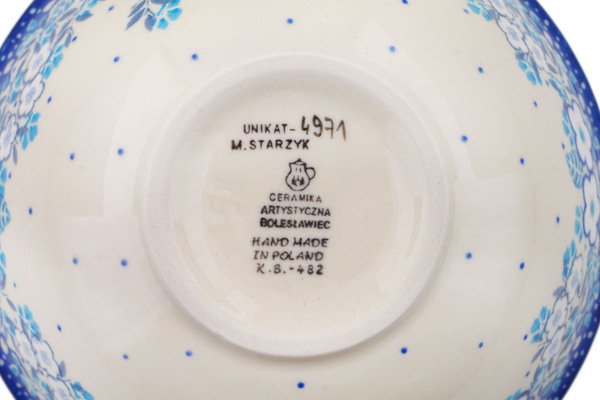 UNIKAT-4971
M. STARZYK
CERAMIKA
ARTYSTYCZNA
BOLESŁAWIEC
HAND MADE
IN POLAND
K.S.-482